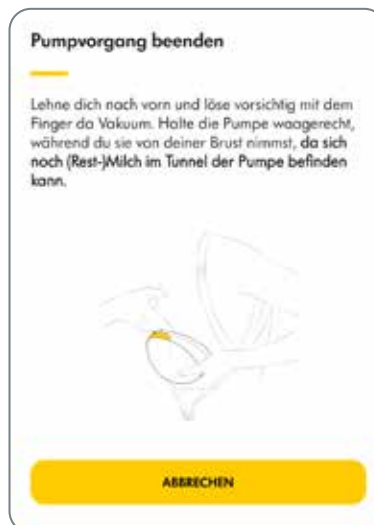 Pumpvorgang beenden
Lehne dich nach vorn und löse vorsichtig mit dem
Finger da Vakuum. Halte die Pumpe waagerecht,
während du sie von deiner Brust nimmst, da sich
noch (Rest-)Milch im Tunnel der Pumpe befinden
kann.
ABBRECHEN